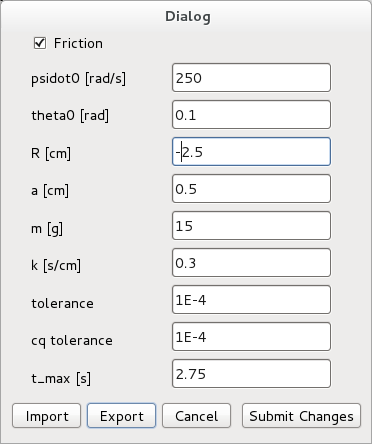 Dialog
Friction
psidot0 [rad/s] 250
theta0 [rad] 0.1
R [cm] -2.5
a [cm] 0.5
m [g] 15
k [s/cm] 0.3
tolerance 1E-4
cq tolerance 1E-4
t_max [s] 2.75
Import Export Cancel Submit Changes